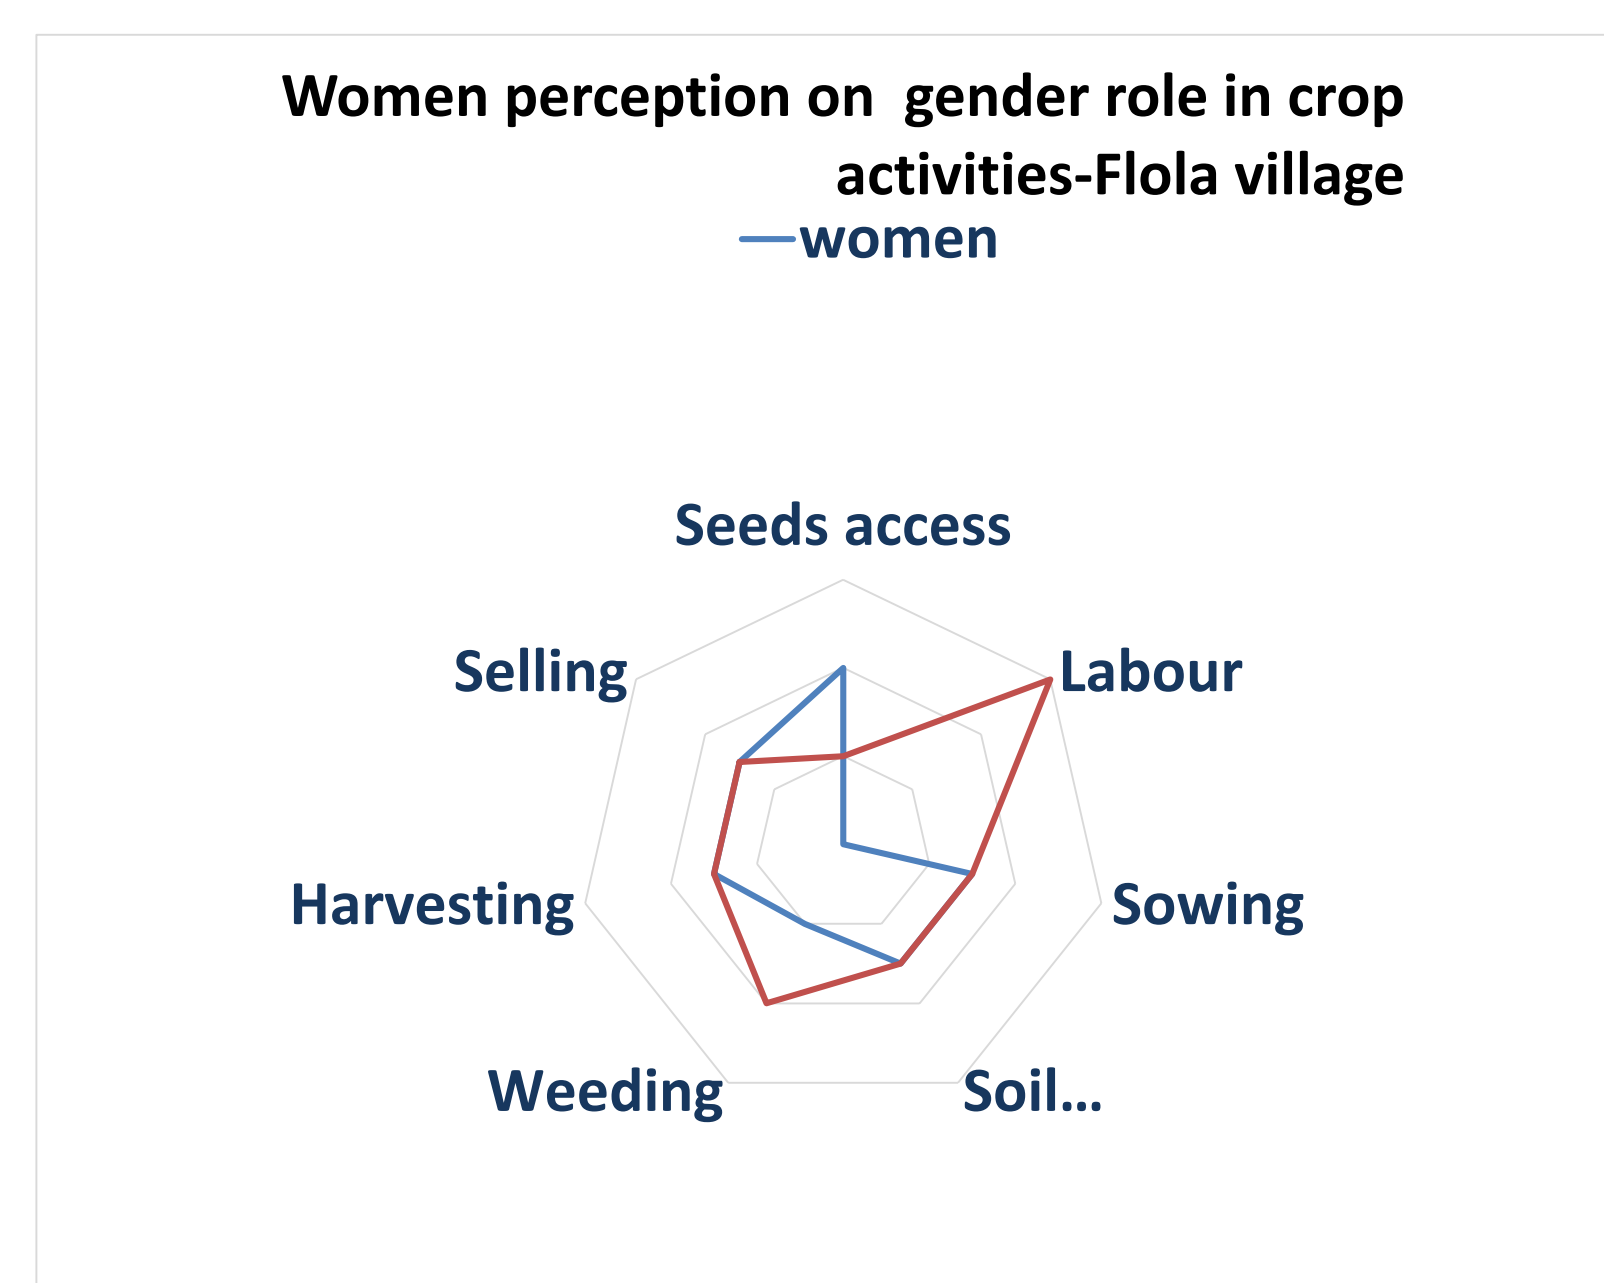 Women perception on  gender role in crop
activities-Flola village
women
Seeds access
Selling
Labour
Harvesting
Sowing
Weeding
Soil...